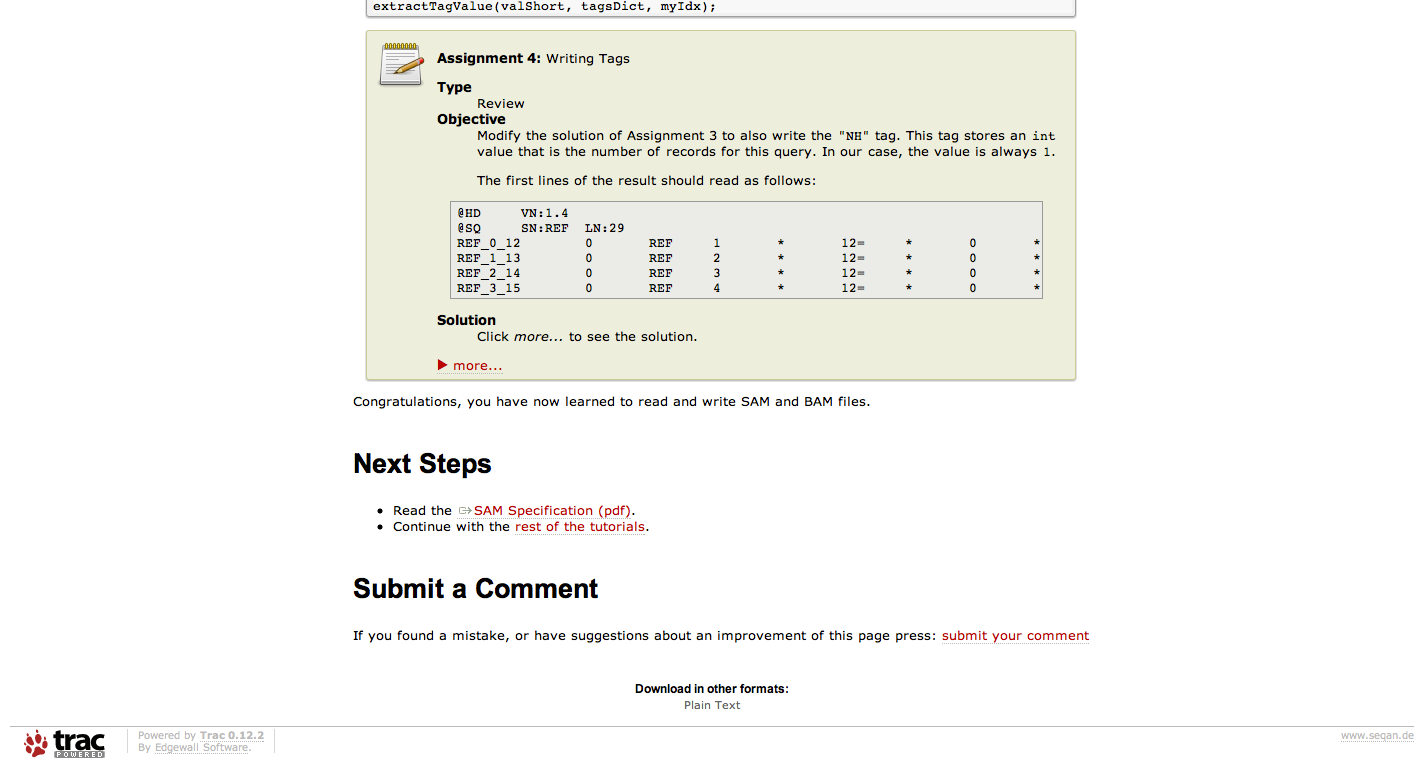 extractTagValue(valShort, tagsDict, myIdx);
Assignment 4: Writing Tags
Type
Review
Objective
Modify the solution of Assignment 3 to also write the "NH" tag. This tag stores an int
value that is the number of records for this query. In our case, the value is always 1.
The first lines of the result should read as follows:
@HD VN:1.4
@SQ SN:REF LN:29
REF_0_12 0 REF 1 * 12= * 0 *
REF_1_13 0 REF 2 * 12= * 0 *
REF_2_14 0 REF 3 * 12= * 0 *
REF_3_15 0 REF 4 * 12= * 0 *
Solution
Click more... to see the solution.
more...
Congratulations, you have now learned to read and write SAM and BAM files.
Next Steps
• Read the SAM Specification (pdf).
• Continue with the rest of the tutorials.
Submit a Comment
If you found a mistake, or have suggestions about an improvement of this page press: submit your comment
Download in other formats:
Plain Text
trac POWERED
Powered by Trac 0.12.2
By Edgewall Software.
www.seqan.de